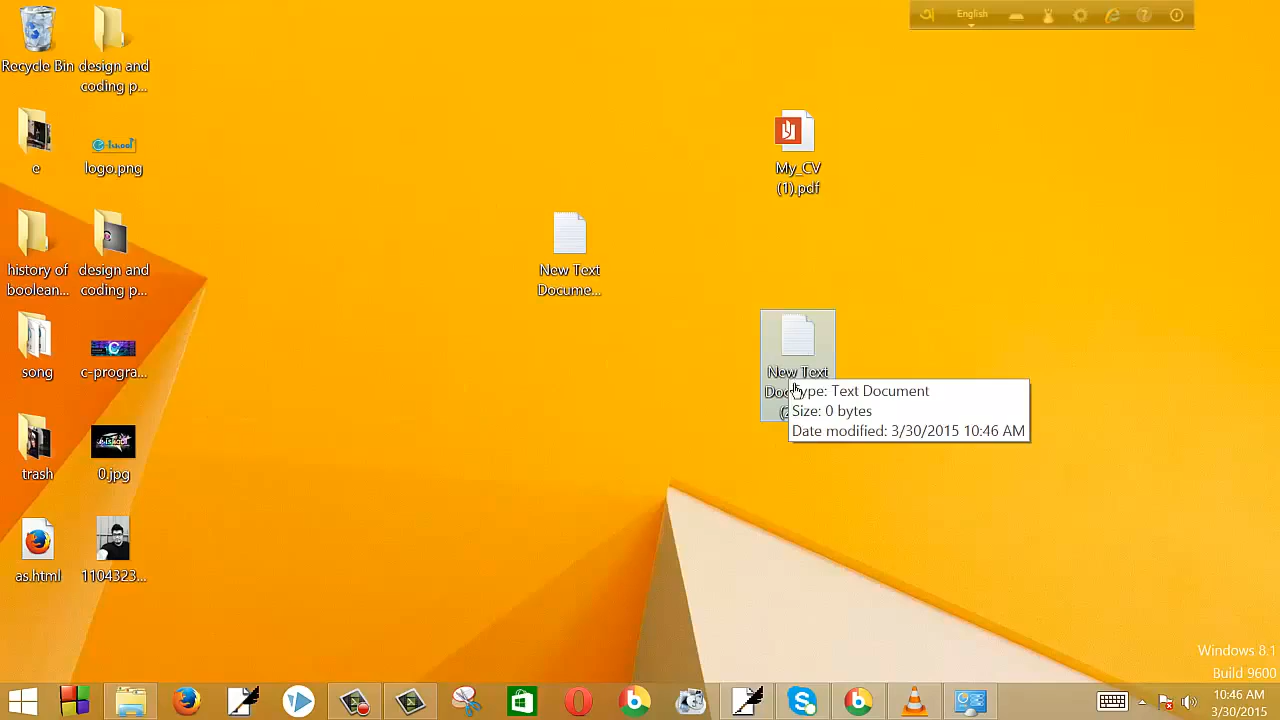 English
Recycle Bin
design and
coding p...
e
logo.png
My_CV
(1).pdf
history of
boolean...
design and
coding p...
New Text
Docume...
song
c-progra...
New Text
Type: Text Document
Size: 0 bytes
Date modified: 3/30/2015 10:46 AM
trash
0.jpg
as.html
1104323...
Windows 8.1
Build 9600
10:46 AM
3/30/2015